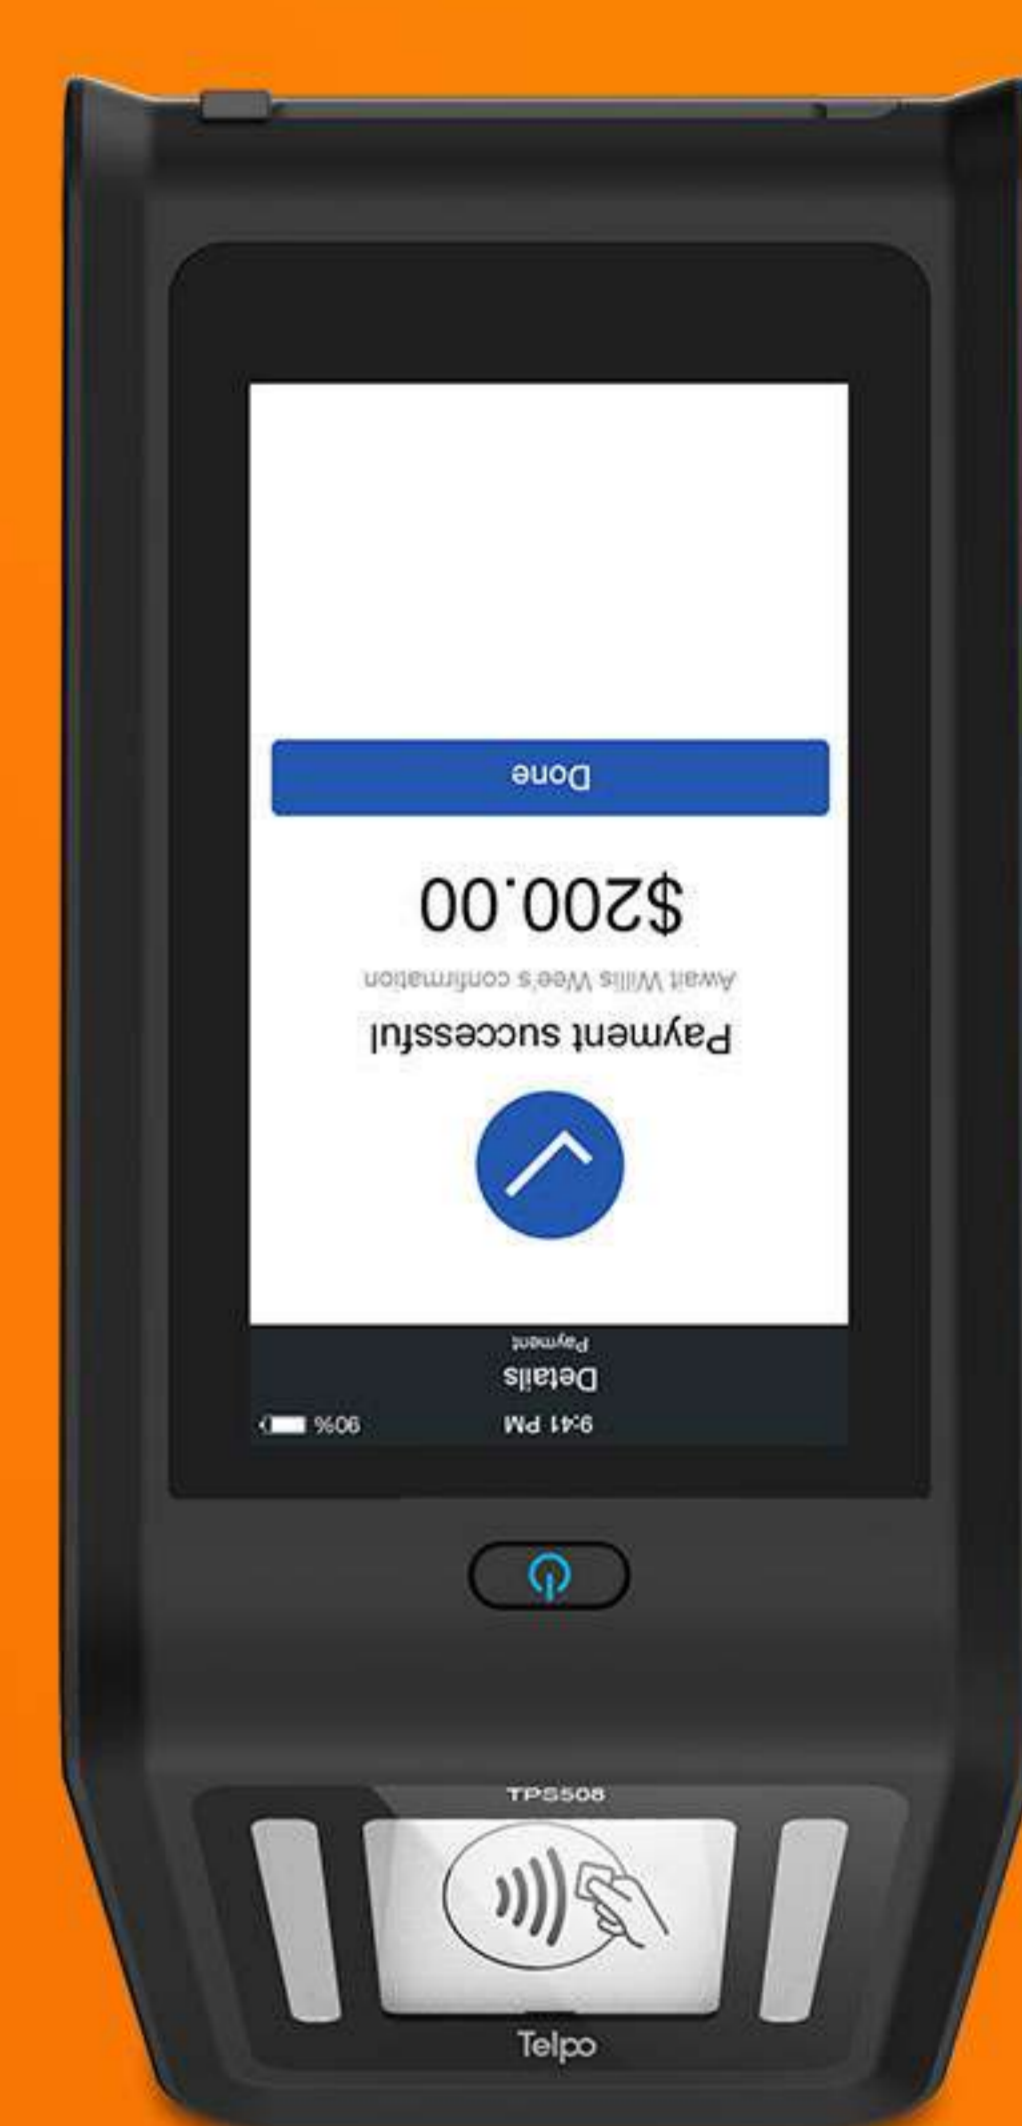 9:41 PM
90%
Details
Payment
Payment successful
Await Willis Wee's confirmation
$200.00
Done
TPS508
Telpo